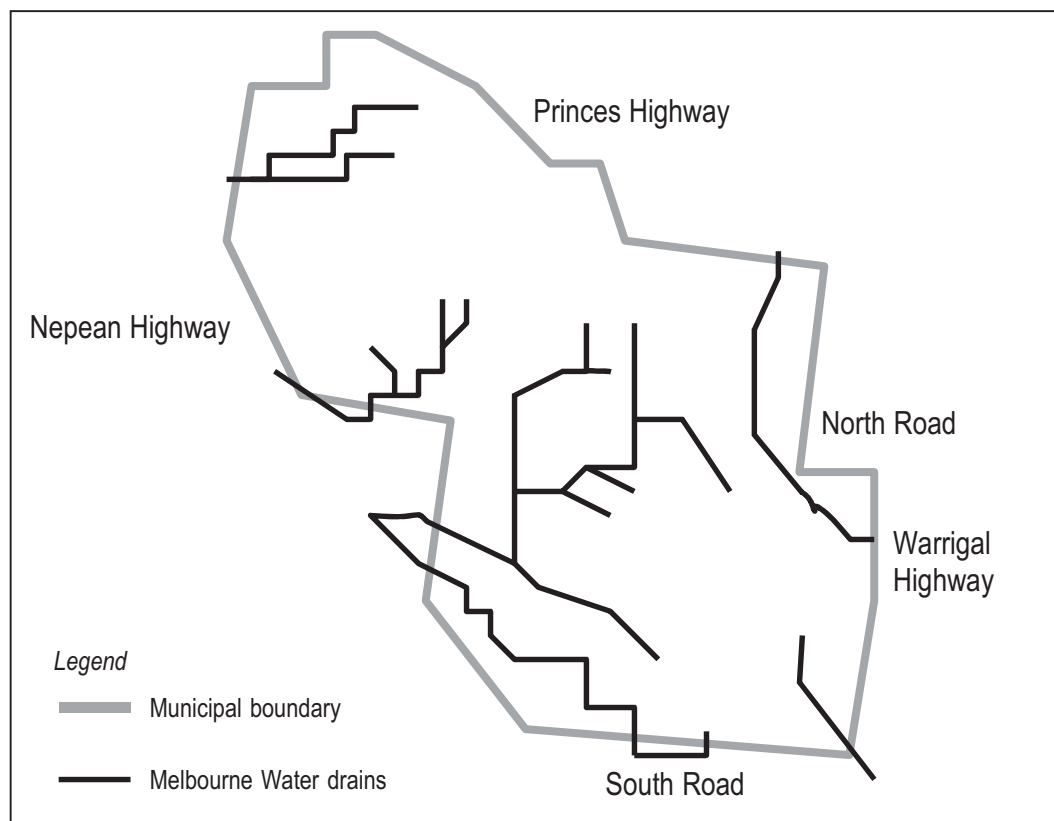 Princes Highway
Nepean Highway
North Road
Warrigal
Highway
Legend
Municipal boundary
Melbourne Water drains
South Road